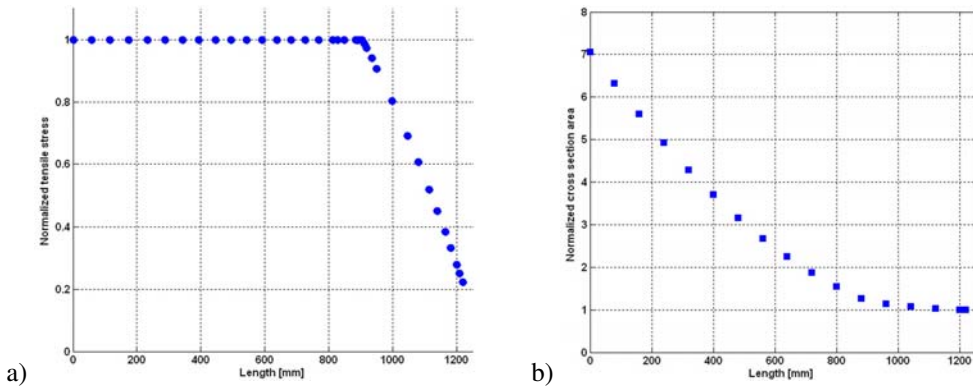 1
0.8
0.6
0.4
0.2
0
0 200 400 600 800 1000 1200
Normalized tensile stress
Length [mm]
a)
8
7
6
5
4
3
2
1
0
0 200 400 600 800 1000 1200
Normalized cross section area
Length [mm]
b)